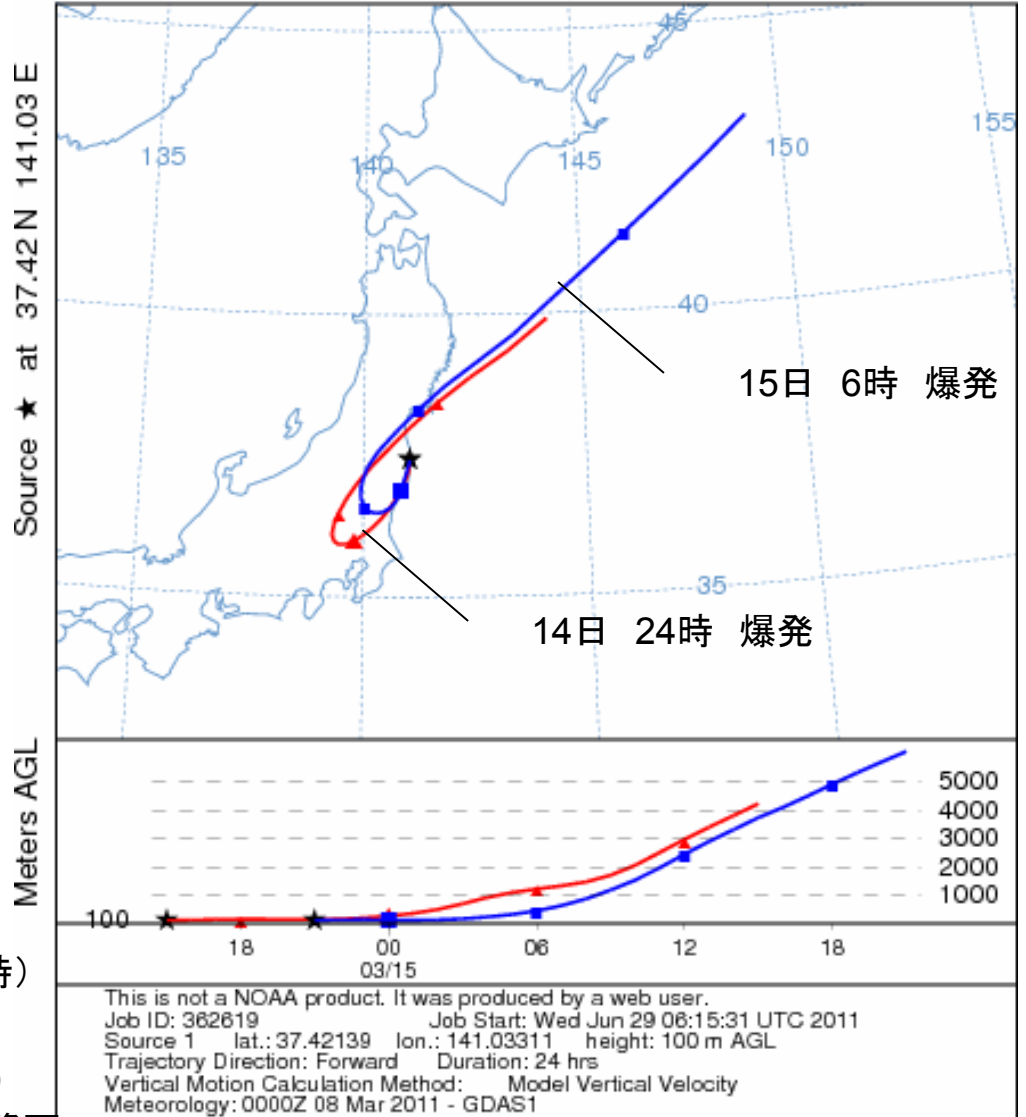 Source ★ at 37.42 N 141.03 E
45
135
140
145
150
155
40
15日 6時 爆発
35
14日 24時 爆発
Meters AGL
5000
4000
3000
2000
1000
100
18 00 06 12 18
03/15
時）
This is not a NOAA product. It was produced by a web user.
Job ID: 362619 Job Start: Wed Jun 29 06:15:31 UTC 2011
Source 1 lat.: 37.42139 lon.: 141.03311 height: 100 m AGL
Trajectory Direction: Forward Duration: 24 hrs
Vertical Motion Calculation Method: Model Vertical Velocity
Meteorology: 0000Z 08 Mar 2011 - GDAS1